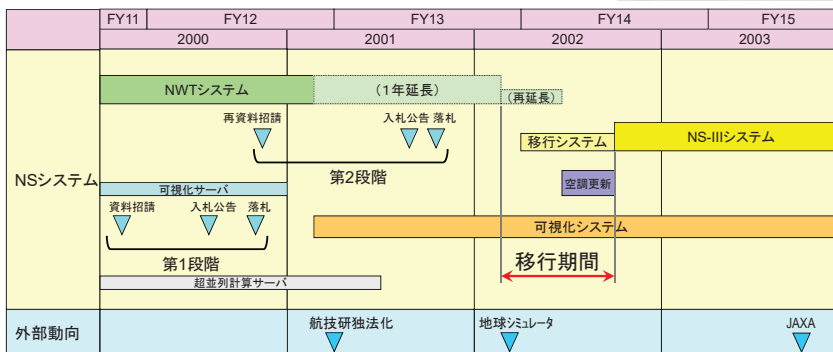 FY11 FY12 FY13 FY14 FY15
2000 2001 2002 2003
NSシステム
NWTシステム (1年延長) (再延長)
再資料招請 入札公告 落札
移行システム NS-IIIシステム
第2段階
可視化サーバ
空調更新
資料招請 入札公告 落札
可視化システム
第1段階
移行期間
超並列計算サーバ
外部動向
航技研独法化 地球シミュレータ JAXA